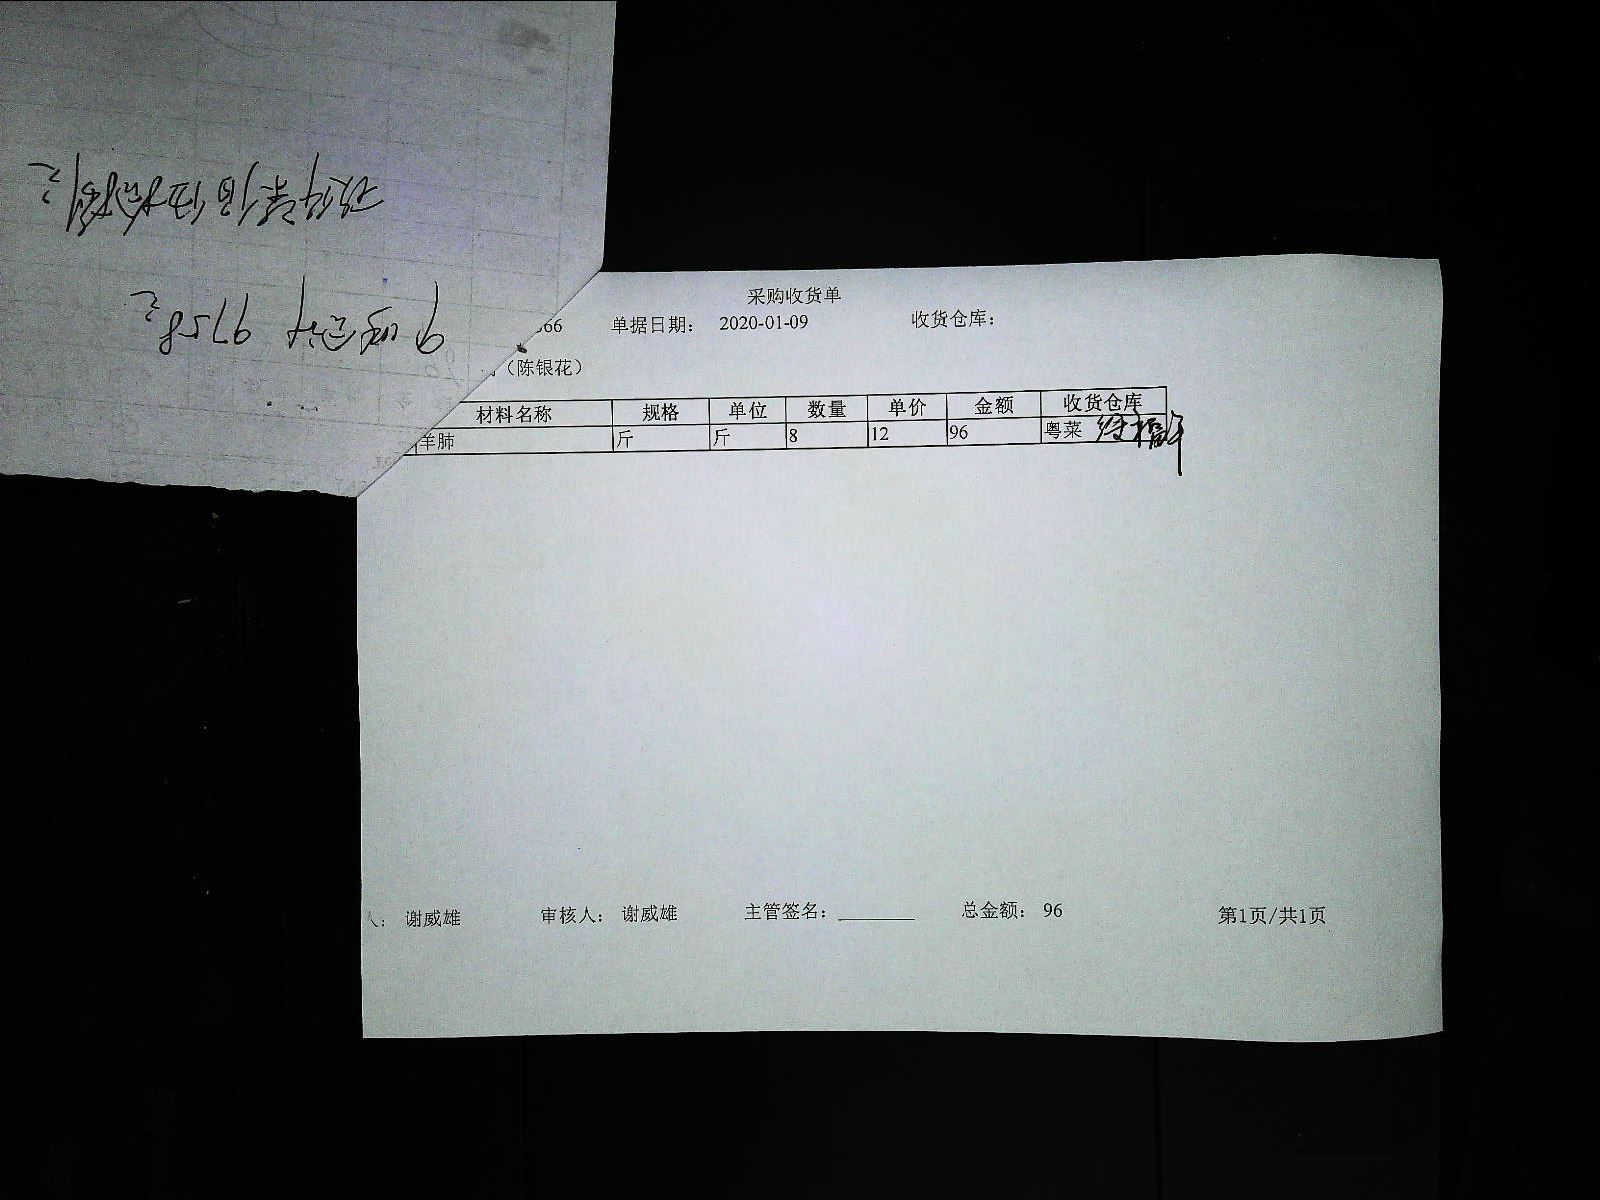 采购收货单
66 单据日期: 2020-01-09 收货仓库:
(陈银花)
材料名称 规格 单位 数量 单价 金额 收货仓库
羊肺 斤 斤 8 12 96 粤菜
人: 谢威雄 审核人: 谢威雄 主管签名: 总金额: 96 第1页/共1页